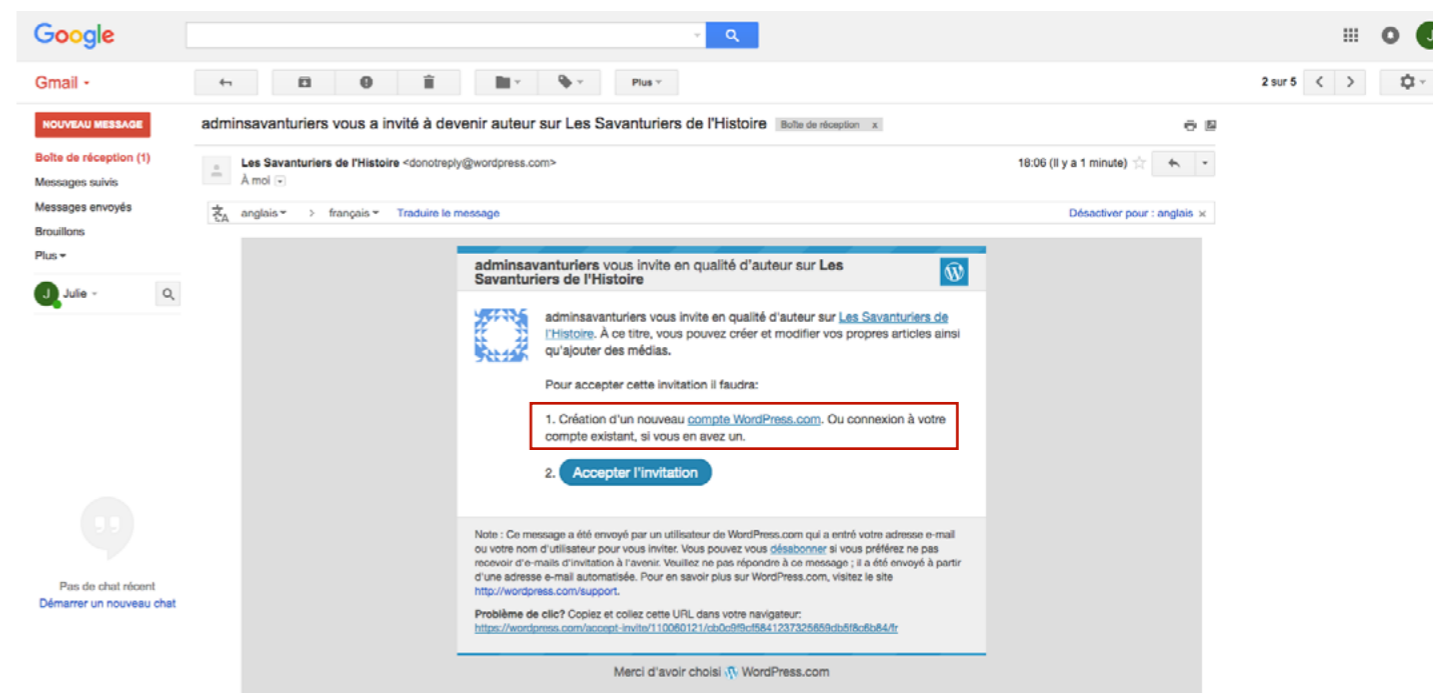 Google
Gmail
Plus
2 sur 5
NOUVEAU MESSAGE
adminsavanturiers vous a invité à devenir auteur sur Les Savanturiers de l'Histoire
Boîte de réception x
Boîte de réception (1)
Messages suivis
Messages envoyés
Brouillons
Plus
J Julie
Les Savanturiers de l'Histoire <donotreply@wordpress.com>
À moi
18:06 (Il y a 1 minute)
anglais > français Traduire le message
Désactiver pour : anglais x
adminsavanturiers vous invite en qualité d'auteur sur Les
Savanturiers de l'Histoire
adminsavanturiers vous invite en qualité d'auteur sur Les Savanturiers de
l'Histoire. À ce titre, vous pouvez créer et modifier vos propres articles ainsi
qu'ajouter des médias.
Pour accepter cette invitation il faudra:
1. Création d'un nouveau compte WordPress.com. Ou connexion à votre
compte existant, si vous en avez un.
2. Accepter l'invitation
Note : Ce message a été envoyé par un utilisateur de WordPress.com qui a entré votre adresse e-mail
ou votre nom d'utilisateur pour vous inviter. Vous pouvez vous désabonner si vous préférez ne pas
recevoir d'e-mails d'invitation à l'avenir. Veuillez ne pas répondre à ce message ; il a été envoyé à partir
d'une adresse e-mail automatisée. Pour en savoir plus sur WordPress.com, visitez le site
http://wordpress.com/support.
Problème de clic? Copiez et collez cette URL dans votre navigateur:
https://wordpress.com/accept-invite/110060121/cb0c9f9cf5841237325659db5f8c6b84/fr
Merci d'avoir choisi WordPress.com
Pas de chat récent
Démarrer un nouveau chat